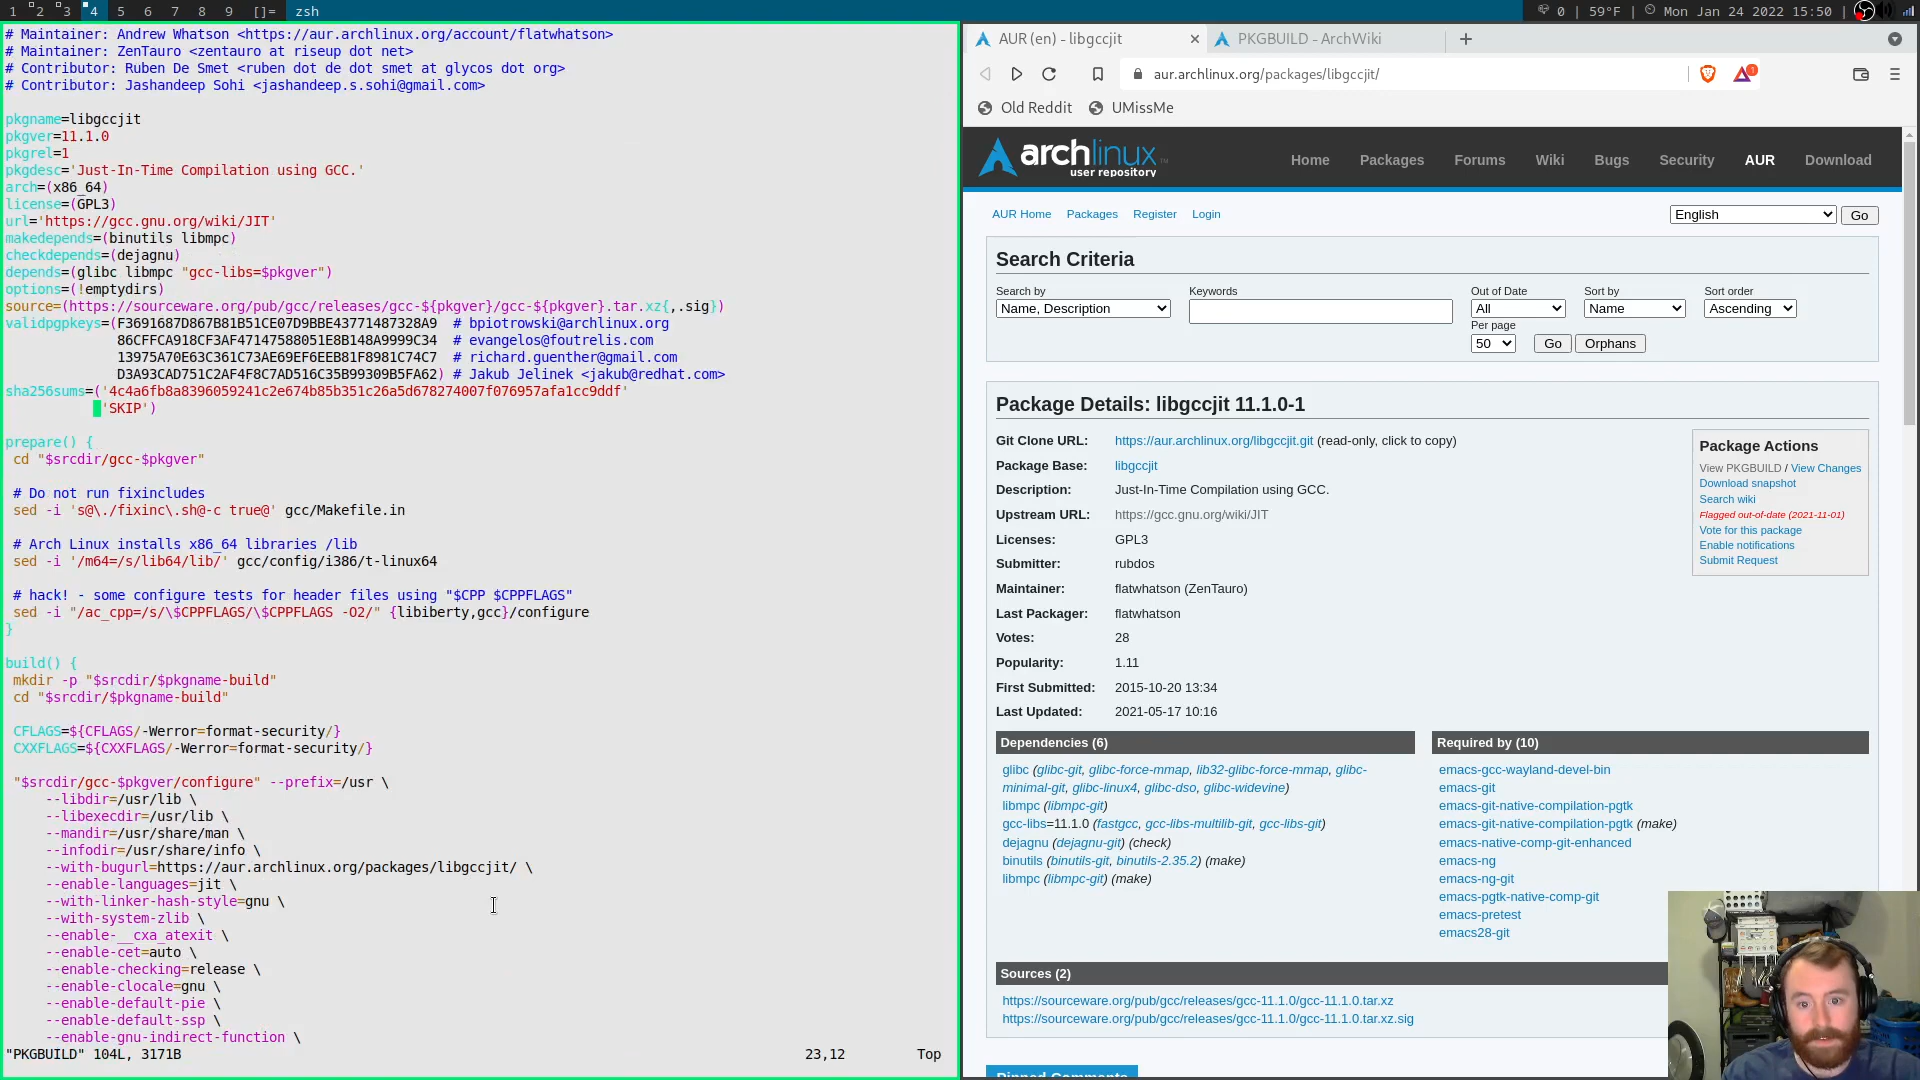 1 2 3 4 5 6 7 8 9 []= zsh
0 | 59°F | Mon Jan 24 2022 15:50 |
# Maintainer: Andrew Whatson <https://aur.archlinux.org/account/flatwhatson>
# Maintainer: ZenTauro <zentauro at riseup dot net>
# Contributor: Ruben De Smet <ruben dot de dot smet at glycos dot org>
# Contributor: Jashandeep Sohi <jashandeep.s.sohi@gmail.com>
pkgname=libgccjit
pkgver=11.1.0
pkgrel=1
pkgdesc='Just-In-Time Compilation using GCC.'
arch=(x86_64)
license=(GPL3)
url='https://gcc.gnu.org/wiki/JIT'
makedepends=(binutils libmpc)
checkdepends=(dejagnu)
depends=(glibc libmpc "gcc-libs=$pkgver")
options=(!emptydirs)
source=(https://sourceware.org/pub/gcc/releases/gcc-${pkgver}/gcc-${pkgver}.tar.xz{,.sig})
validpgpkeys=(F3691687D867B81B51CE07D9BBE43771487328A9  # bpiotrowski@archlinux.org
86CFFCA918CF3AF47147588051E8B148A9999C34  # evangelos@foutrelis.com
13975A70E63C361C73AE69EF6EEB81F8981C74C7  # richard.guenther@gmail.com
D3A93CAD751C2AF4F8C7AD516C35B99309B5FA62) # Jakub Jelinek <jakub@redhat.com>
sha256sums=('4c4a6fb8a8396059241c2e674b85b351c26a5d678274007f076957afa1cc9ddf'
'SKIP')
prepare() {
cd "$srcdir/gcc-$pkgver"
# Do not run fixincludes
sed -i 's@\./fixinc\.sh@-c true@' gcc/Makefile.in
# Arch Linux installs x86_64 libraries /lib
sed -i '/m64=/s/lib64/lib/' gcc/config/i386/t-linux64
# hack! - some configure tests for header files using "$CPP $CPPFLAGS"
sed -i "/ac_cpp=/s/\$CPPFLAGS/\$CPPFLAGS -O2/" {libiberty,gcc}/configure
}
build() {
mkdir -p "$srcdir/$pkgname-build"
cd "$srcdir/$pkgname-build"
CFLAGS=${CFLAGS/-Werror=format-security/}
CXXFLAGS=${CXXFLAGS/-Werror=format-security/}
"$srcdir/gcc-$pkgver/configure" --prefix=/usr \
--libdir=/usr/lib \
--libexecdir=/usr/lib \
--mandir=/usr/share/man \
--infodir=/usr/share/info \
--with-bugurl=https://aur.archlinux.org/packages/libgccjit/ \
--enable-languages=jit \
--with-linker-hash-style=gnu \
--with-system-zlib \
--enable-__cxa_atexit \
--enable-cet=auto \
--enable-checking=release \
--enable-clocale=gnu \
--enable-default-pie \
--enable-default-ssp \
--enable-gnu-indirect-function \
"PKGBUILD" 104L, 3171B 23,12 Top
AUR (en) - libgccjit
PKGBUILD - ArchWiki
aur.archlinux.org/packages/libgccjit/
1
Old Reddit UMissMe
archlinux
user repository
Home Packages Forums Wiki Bugs Security AUR Download
AUR Home Packages Register Login
English Go
Search Criteria
Search by Keywords Out of Date Sort by Sort order
Name, Description All Name Ascending
Per page
50 Go Orphans
Package Details: libgccjit 11.1.0-1
Git Clone URL: https://aur.archlinux.org/libgccjit.git (read-only, click to copy)
Package Base: libgccjit
Description: Just-In-Time Compilation using GCC.
Upstream URL: https://gcc.gnu.org/wiki/JIT
Licenses: GPL3
Submitter: rubdos
Maintainer: flatwhatson (ZenTauro)
Last Packager: flatwhatson
Votes: 28
Popularity: 1.11
First Submitted: 2015-10-20 13:34
Last Updated: 2021-05-17 10:16
Package Actions
View PKGBUILD / View Changes
Download snapshot
Search wiki
Flagged out-of-date (2021-11-01)
Vote for this package
Enable notifications
Submit Request
Dependencies (6)
glibc (glibc-git, glibc-force-mmap, lib32-glibc-force-mmap, glibc-
minimal-git, glibc-linux4, glibc-dso, glibc-widevine)
libmpc (libmpc-git)
gcc-libs=11.1.0 (fastgcc, gcc-libs-multilib-git, gcc-libs-git)
dejagnu (dejagnu-git) (check)
binutils (binutils-git, binutils-2.35.2) (make)
libmpc (libmpc-git) (make)
Required by (10)
emacs-gcc-wayland-devel-bin
emacs-git
emacs-git-native-compilation-pgtk
emacs-git-native-compilation-pgtk (make)
emacs-native-comp-git-enhanced
emacs-ng
emacs-ng-git
emacs-pgtk-native-comp-git
emacs-pretest
emacs28-git
Sources (2)
https://sourceware.org/pub/gcc/releases/gcc-11.1.0/gcc-11.1.0.tar.xz
https://sourceware.org/pub/gcc/releases/gcc-11.1.0/gcc-11.1.0.tar.xz.sig
Pinned Comments